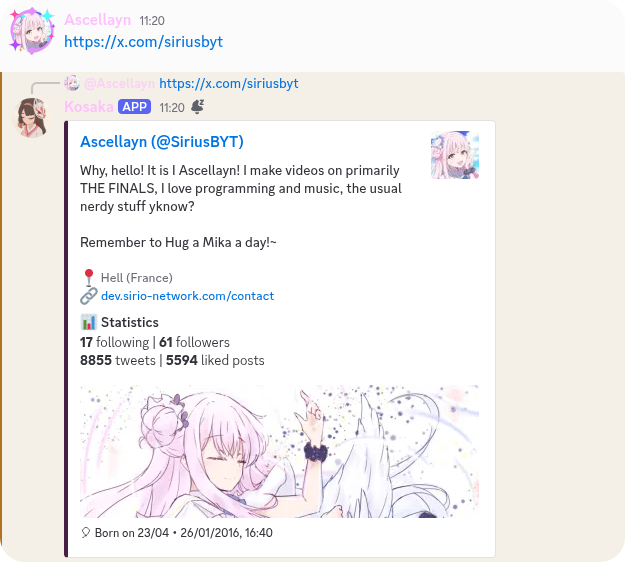 Ascellayn 11:20
https://x.com/siriusbyt
@Ascellayn https://x.com/siriusbyt
Kosaka APP 11:20
Ascellayn (@SiriusBYT)
Why, hello! It is I Ascellayn! I make videos on primarily
THE FINALS, I love programming and music, the usual
nerdy stuff yknow?
Remember to Hug a Mika a day!~
Hell (France)
dev.sirio-network.com/contact
Statistics
17 following | 61 followers
8855 tweets | 5594 liked posts
Born on 23/04 • 26/01/2016, 16:40